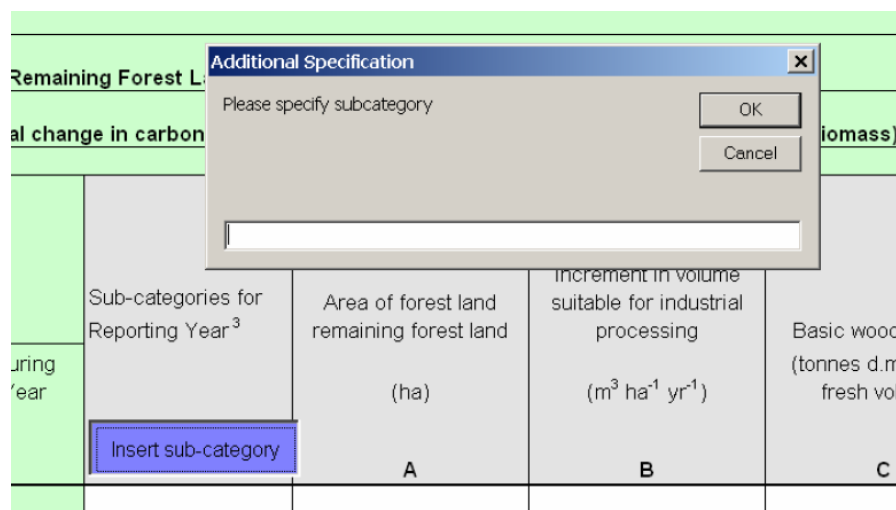 Additional Specification
Remaining Forest L
Please specify subcategory
OK
al change in carbon
iomass)
Cancel
Increment in volume
Sub-categories for
Area of forest land
suitable for industrial
Reporting Year³
remaining forest land
processing
Basic wood
uring
(tonnes d.m
Year
(ha)
(m³ ha⁻¹ yr⁻¹)
fresh vol
Insert sub-category
A
B
C